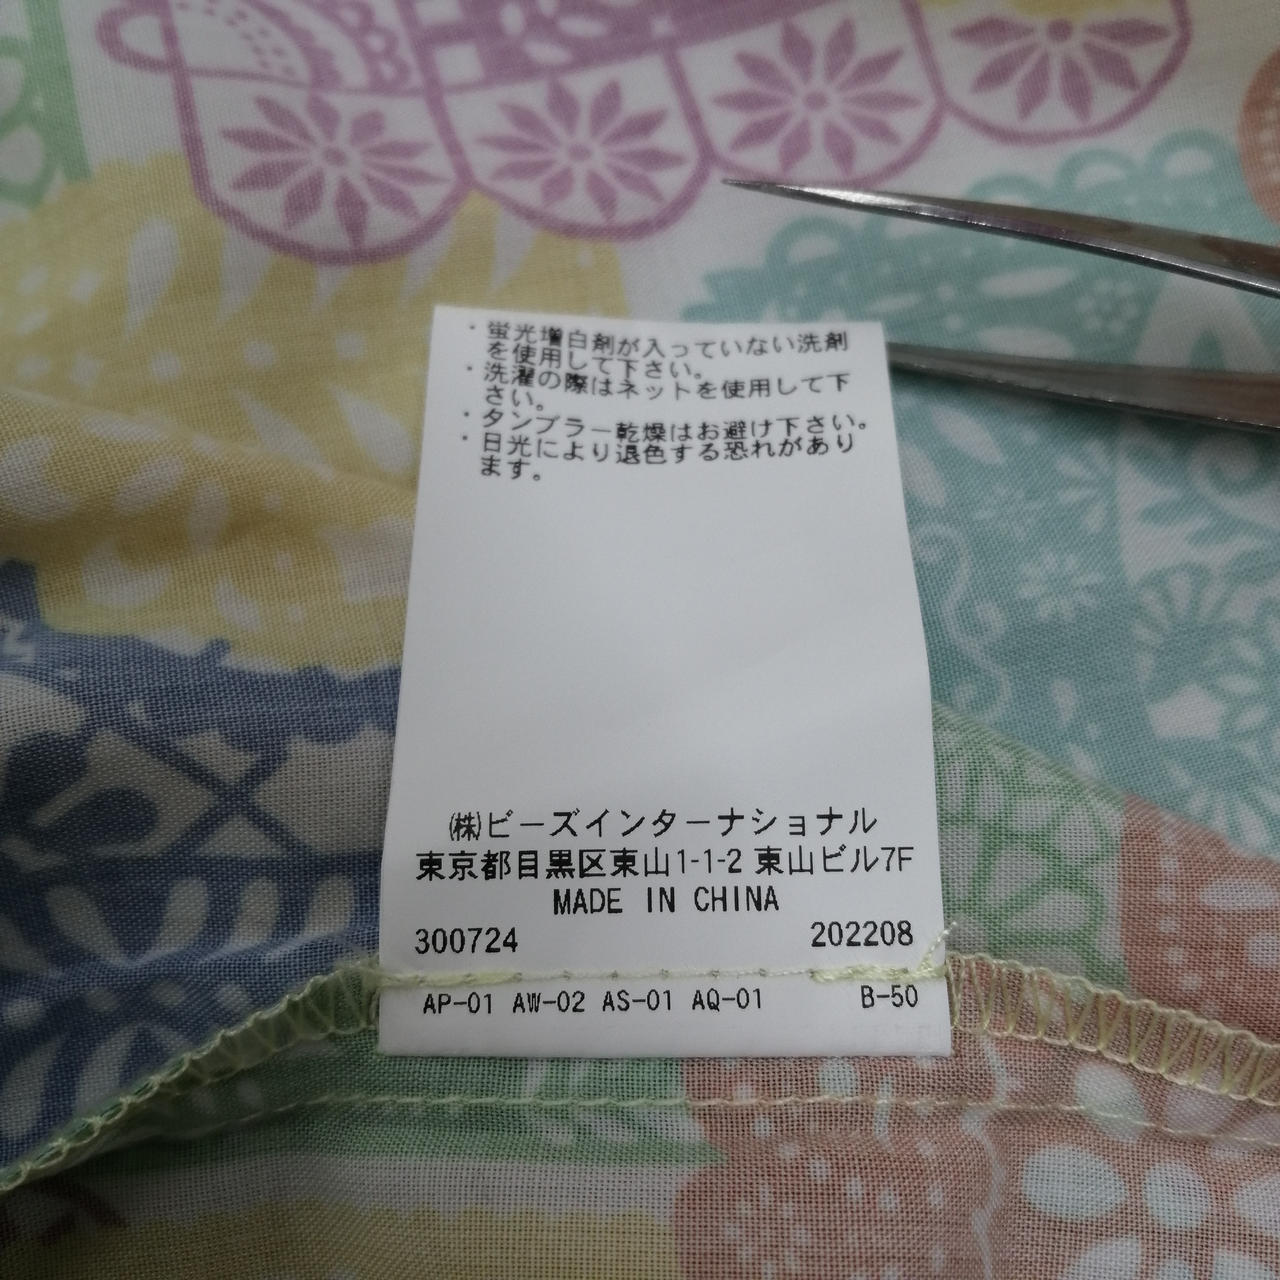 ・蛍光増白剤が入っていない洗剤
を使用して下さい。
・洗濯の際はネットを使用して下
さい。
・タンブラー乾燥はお避け下さい。
・日光により退色する恐れがあり
ます。
㈱ビーズインターナショナル
東京都目黒区東山1-1-2 東山ビル7F
MADE IN CHINA
300724 202208
AP-01 AW-02 AS-01 AQ-01 B-50